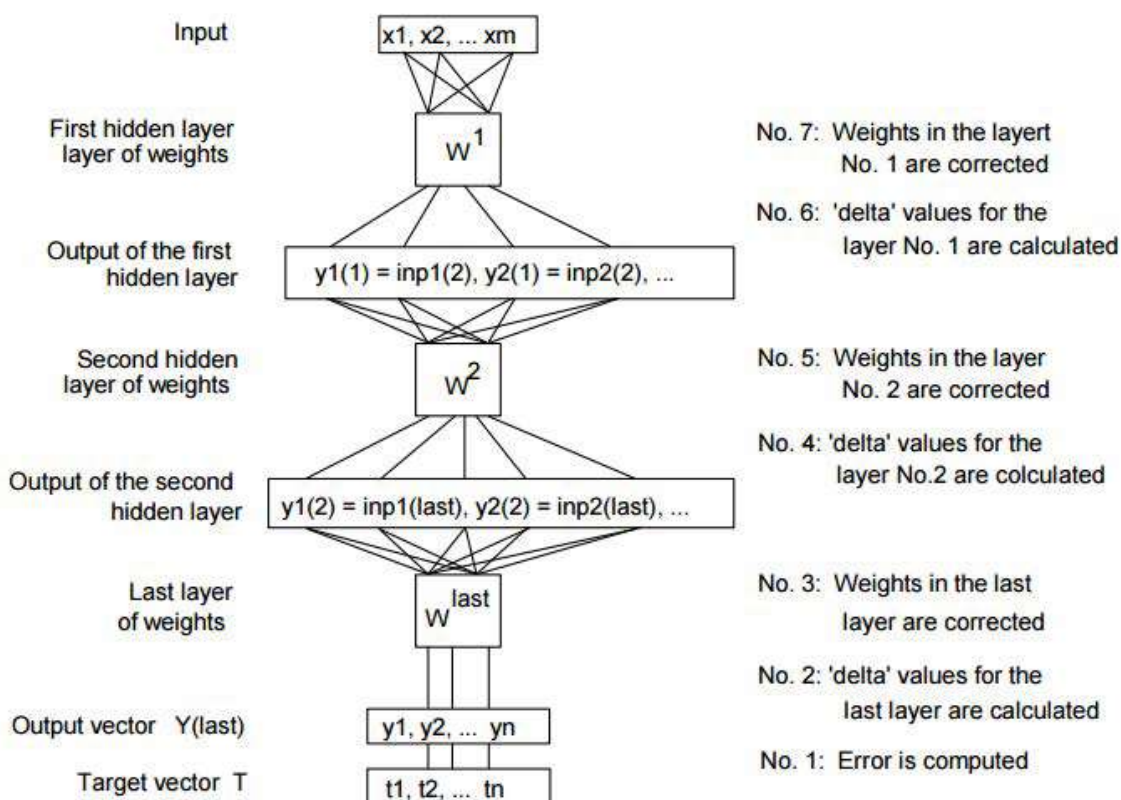 Input
x1, x2, ... xm
First hidden layer
layer of weights
W^1
No. 7: Weights in the layert
No. 1 are corrected
No. 6: 'delta' values for the
layer No. 1 are calculated
Output of the first
hidden layer
y1(1) = inp1(2), y2(1) = inp2(2), ...
Second hidden
layer of weights
W^2
No. 5: Weights in the layer
No. 2 are corrected
No. 4: 'delta' values for the
layer No.2 are colculated
Output of the second
hidden layer
y1(2) = inp1(last), y2(2) = inp2(last), ...
Last layer
of weights
W^last
No. 3: Weights in the last
layer are corrected
No. 2: 'delta' values for the
last layer are calculated
Output vector Y(last)
y1, y2, ... yn
No. 1: Error is computed
Target vector T
t1, t2, ... tn